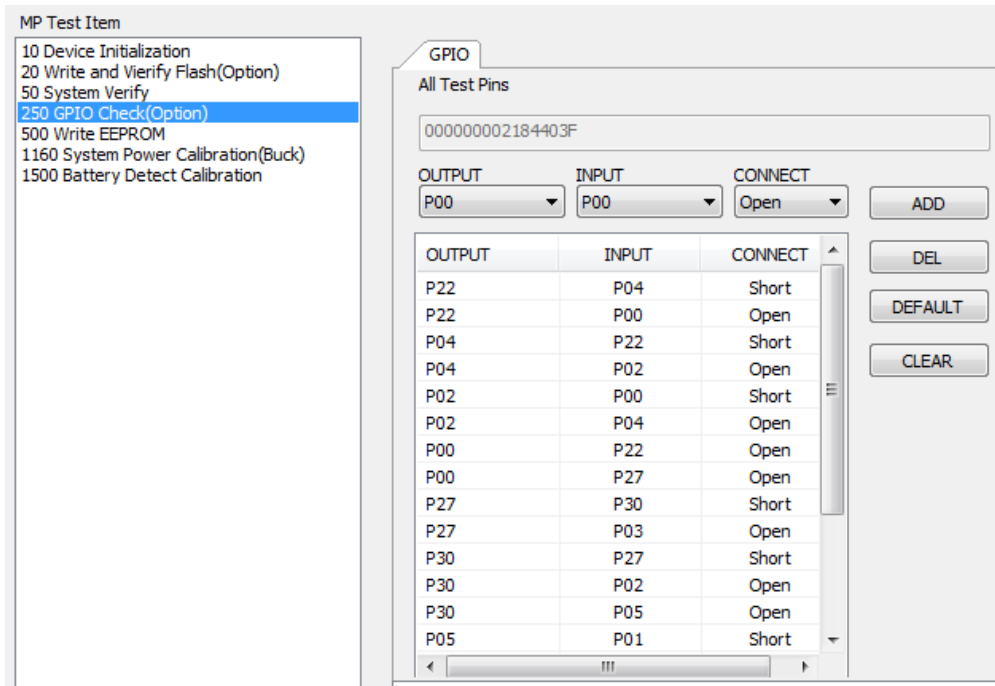 MP Test Item
10 Device Initialization
20 Write and Vierify Flash(Option)
50 System Verify
250 GPIO Check(Option)
500 Write EEPROM
1160 System Power Calibration(Buck)
1500 Battery Detect Calibration
GPIO
All Test Pins
000000002184403F
OUTPUT INPUT CONNECT
P00 P00 Open ADD
OUTPUT INPUT CONNECT DEL
P22 P04 Short
P22 P00 Open DEFAULT
P04 P22 Short
P04 P02 Open CLEAR
P02 P00 Short
P02 P04 Open
P00 P22 Open
P00 P27 Open
P27 P30 Short
P27 P03 Open
P30 P27 Short
P30 P02 Open
P30 P05 Open
P05 P01 Short